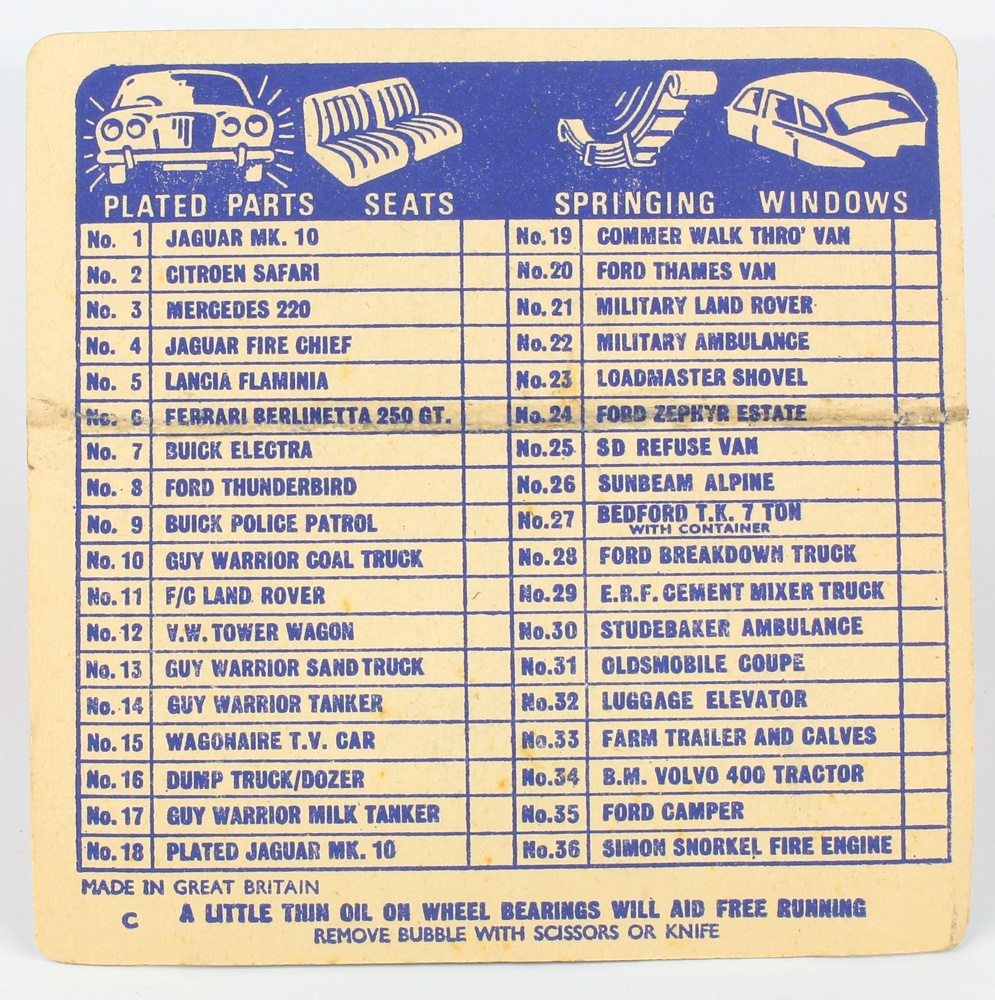 PLATED PARTS SEATS SPRINGING WINDOWS
No. 1 JAGUAR MK. 10
No. 2 CITROEN SAFARI
No. 3 MERCEDES 220
No. 4 JAGUAR FIRE CHIEF
No. 5 LANCIA FLAMINIA
No. 6 FERRARI BERLINETTA 250 GT.
No. 7 BUICK ELECTRA
No. 8 FORD THUNDERBIRD
No. 9 BUICK POLICE PATROL
No. 10 GUY WARRIOR COAL TRUCK
No. 11 F/C LAND ROVER
No. 12 V.W. TOWER WAGON
No. 13 GUY WARRIOR SAND TRUCK
No. 14 GUY WARRIOR TANKER
No. 15 WAGONAIRE T.V. CAR
No. 16 DUMP TRUCK/DOZER
No. 17 GUY WARRIOR MILK TANKER
No. 18 PLATED JAGUAR MK. 10
No. 19 COMMER WALK THRO' VAN
No. 20 FORD THAMES VAN
No. 21 MILITARY LAND ROVER
No. 22 MILITARY AMBULANCE
No. 23 LOADMASTER SHOVEL
No. 24 FORD ZEPHYR ESTATE
No. 25 SD REFUSE VAN
No. 26 SUNBEAM ALPINE
No. 27 BEDFORD T.K. 7 TON
WITH CONTAINER
No. 28 FORD BREAKDOWN TRUCK
No. 29 E.R.F. CEMENT MIXER TRUCK
No. 30 STUDEBAKER AMBULANCE
No. 31 OLDSMOBILE COUPE
No. 32 LUGGAGE ELEVATOR
No. 33 FARM TRAILER AND CALVES
No. 34 B.M. VOLVO 400 TRACTOR
No. 35 FORD CAMPER
No. 36 SIMON SNORKEL FIRE ENGINE
MADE IN GREAT BRITAIN
C A LITTLE THIN OIL ON WHEEL BEARINGS WILL AID FREE RUNNING
REMOVE BUBBLE WITH SCISSORS OR KNIFE